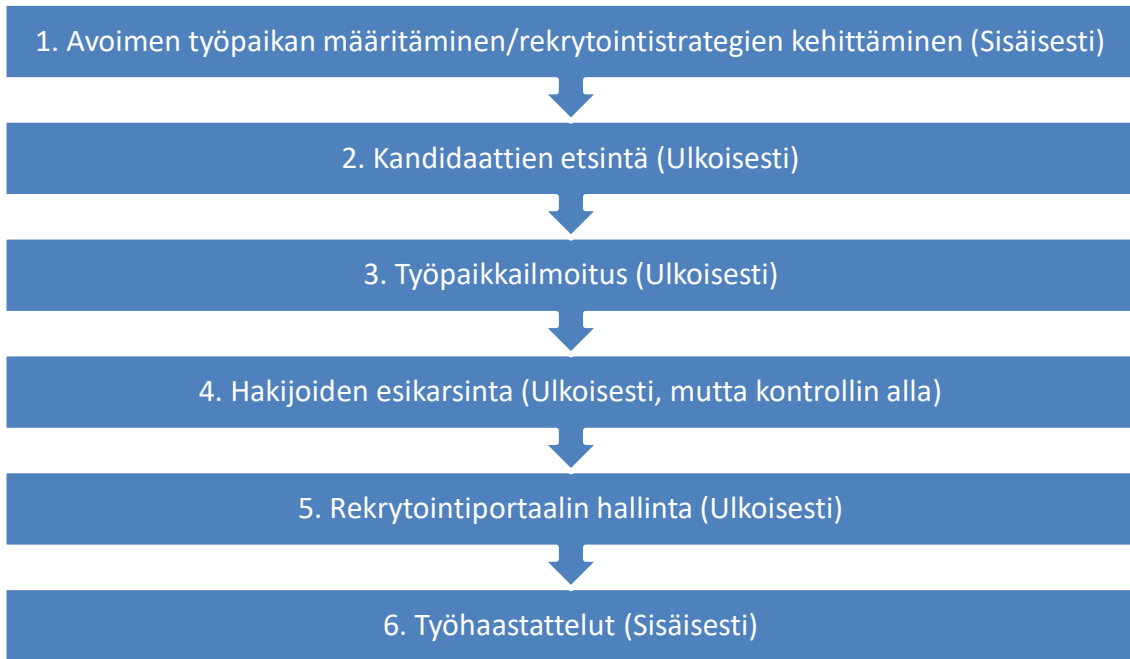 1. Avoimen työpaikan määritäminen/rekrytointistrategien kehittäminen (Sisäisesti)
2. Kandidaattien etsintä (Ulkoisesti)
3. Työpaikkailmoitus (Ulkoisesti)
4. Hakijoiden esikarsinta (Ulkoisesti, mutta kontrollin alla)
5. Rekrytointiportaalin hallinta (Ulkoisesti)
6. Työhaastattelut (Sisäisesti)